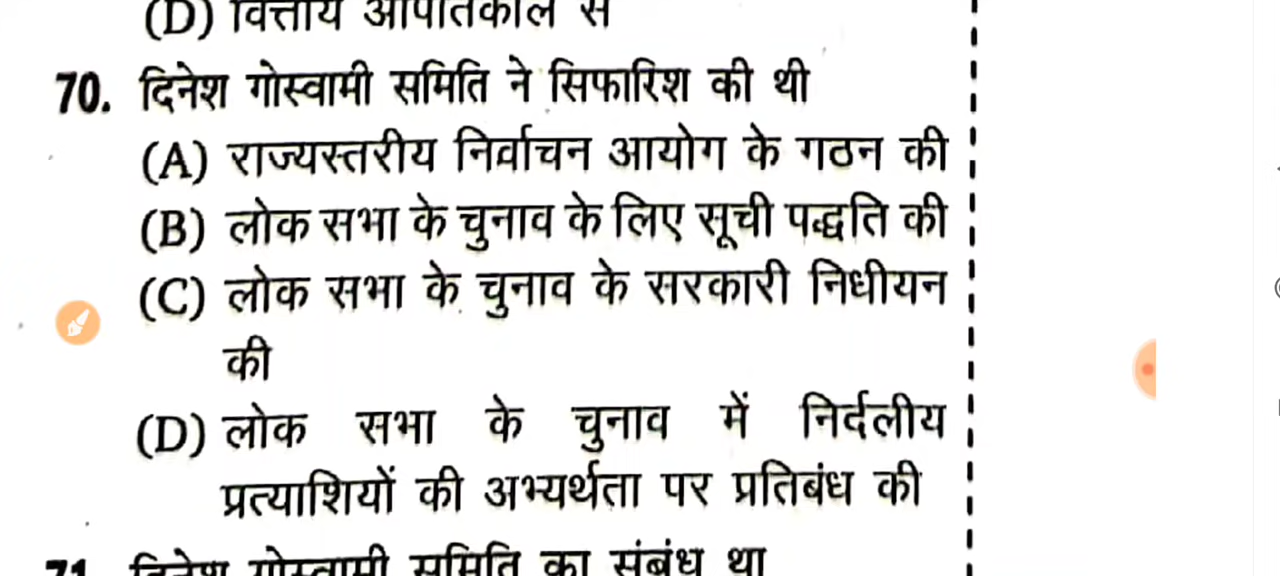 (D) वित्तीय आपातकाल से
70. दिनेश गोस्वामी समिति ने सिफारिश की थी
(A) राज्यस्तरीय निर्वाचन आयोग के गठन की
(B) लोक सभा के चुनाव के लिए सूची पद्धति की
(C) लोक सभा के चुनाव के सरकारी निधीयन
की
(D) लोक सभा के चुनाव में निर्दलीय
प्रत्याशियों की अभ्यर्थता पर प्रतिबंध की
71. दिनेश गोस्वामी समिति का संबंध था